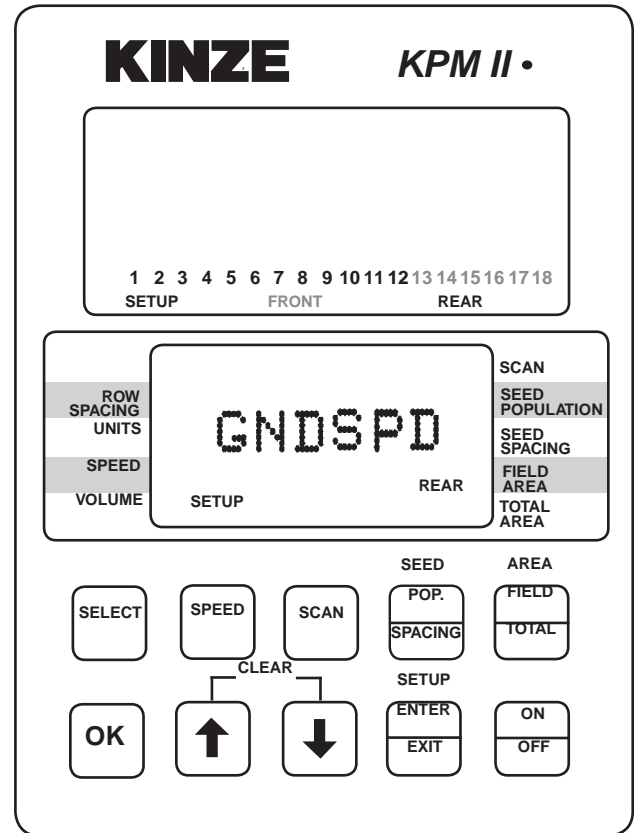 KINZE KPM II •
1 2 3 4 5 6 7 8 9 10 11 12 13 14 15 16 17 18
SETUP FRONT REAR
ROW SPACING
UNITS
SPEED
VOLUME
GNDSPD
SETUP REAR
SCAN
SEED POPULATION
SEED SPACING
FIELD AREA
TOTAL AREA
SEED AREA
SELECT SPEED SCAN POP. SPACING FIELD TOTAL
CLEAR SETUP
OK ENTER EXIT ON OFF